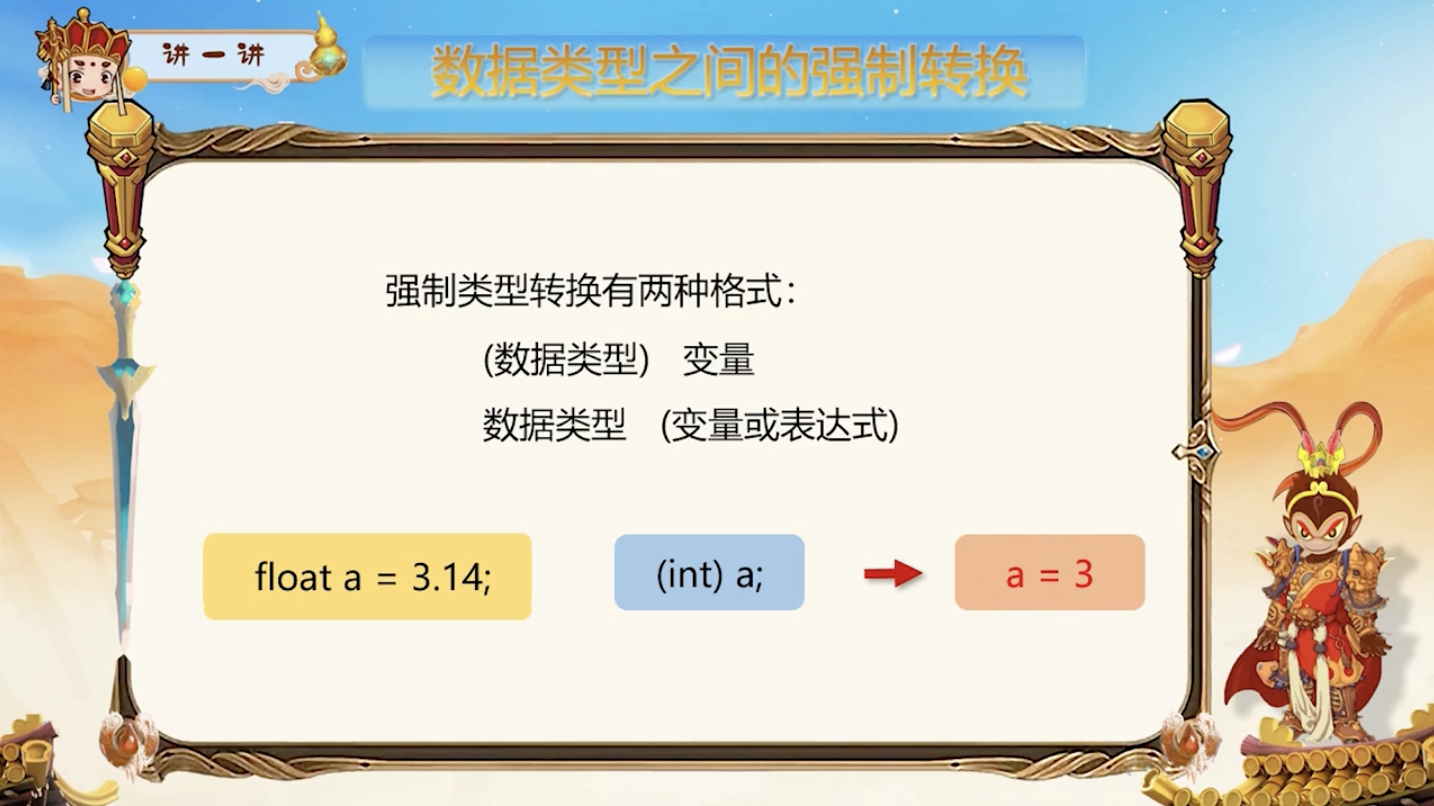 讲一讲
数据类型之间的强制转换
强制类型转换有两种格式：
(数据类型) 变量
数据类型 (变量或表达式)
float a = 3.14;
(int) a;
a = 3